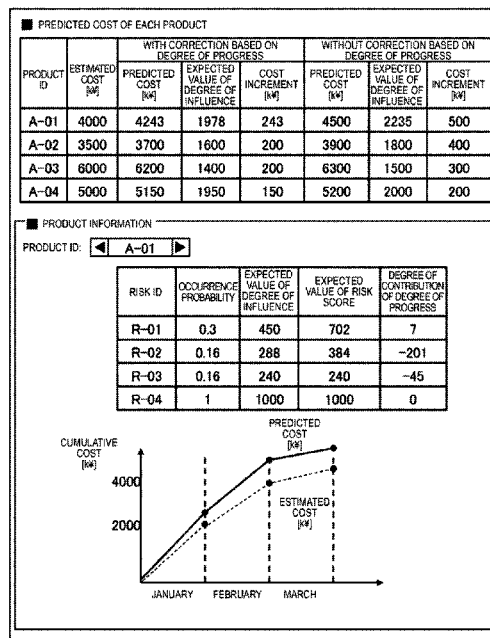 ■ PREDICTED COST OF EACH PRODUCT
WITH CORRECTION BASED ON DEGREE OF PROGRESS
WITHOUT CORRECTION BASED ON DEGREE OF PROGRESS
PRODUCT ID ESTIMATED COST [k¥] PREDICTED COST [k¥] EXPECTED VALUE OF DEGREE OF INFLUENCE COST INCREMENT [k¥] PREDICTED COST [k¥] EXPECTED VALUE OF DEGREE OF INFLUENCE COST INCREMENT [k¥]
A-01 4000 4243 1978 243 4500 2235 500
A-02 3500 3700 1600 200 3900 1800 400
A-03 6000 6200 1400 200 6300 1500 300
A-04 5000 5150 1950 150 5200 2000 200
■ PRODUCT INFORMATION
PRODUCT ID: ◀ A-01 ▶
RISK ID OCCURRENCE PROBABILITY EXPECTED VALUE OF DEGREE OF INFLUENCE EXPECTED VALUE OF RISK SCORE DEGREE OF CONTRIBUTION OF DEGREE OF PROGRESS
R-01 0.3 450 702 7
R-02 0.16 288 384 -201
R-03 0.16 240 240 -45
R-04 1 1000 1000 0
CUMULATIVE COST [k¥]
PREDICTED COST [k¥]
4000
ESTIMATED COST [k¥]
2000
JANUARY FEBRUARY MARCH